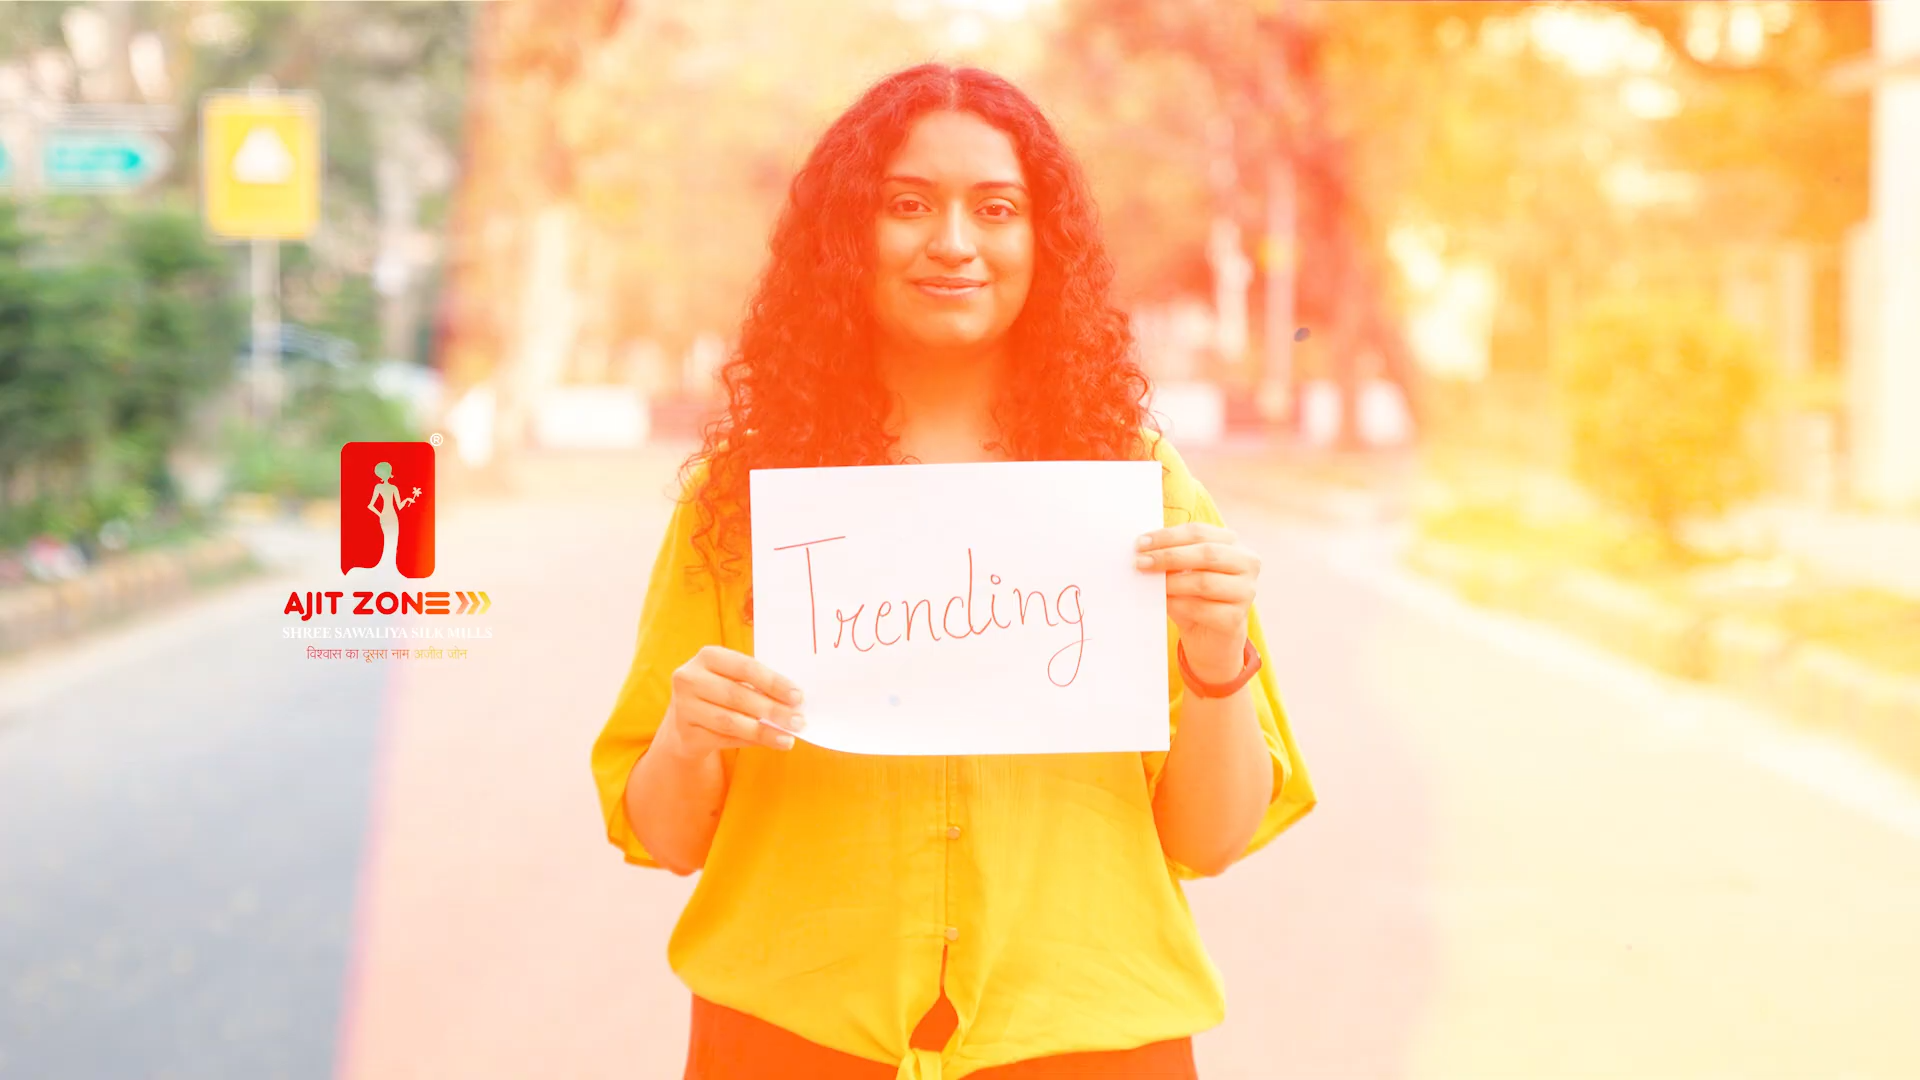 ®
AJIT ZONE
SHREE SAWALIYA SILK MILLS
विश्वास का दूसरा नाम अजीत जोन
Trending